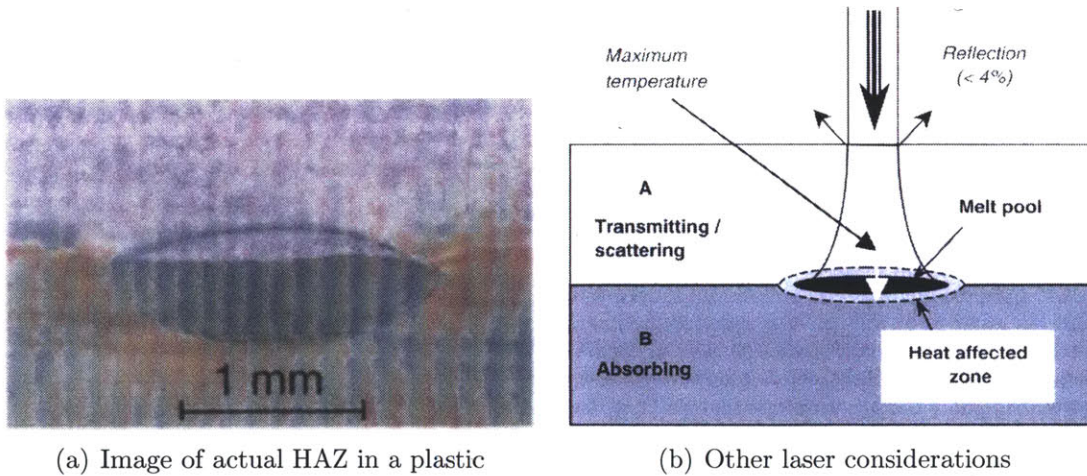 1 mm
Maximum
temperature
Reflection
(< 4%)
A
Transmitting /
scattering
Melt pool
B
Absorbing
Heat affected
zone
(a) Image of actual HAZ in a plastic
(b) Other laser considerations